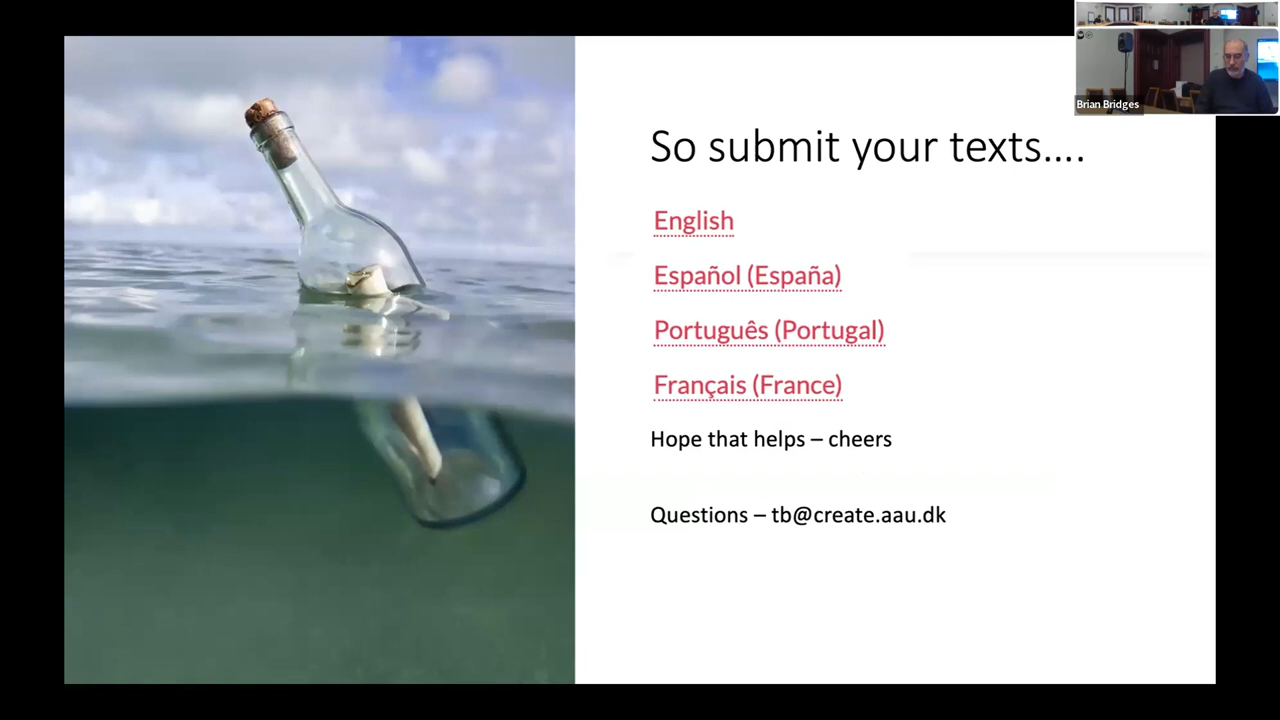 So submit your texts....
English
Español (España)
Português (Portugal)
Français (France)
Hope that helps – cheers
Questions – tb@create.aau.dk
Brian Bridges